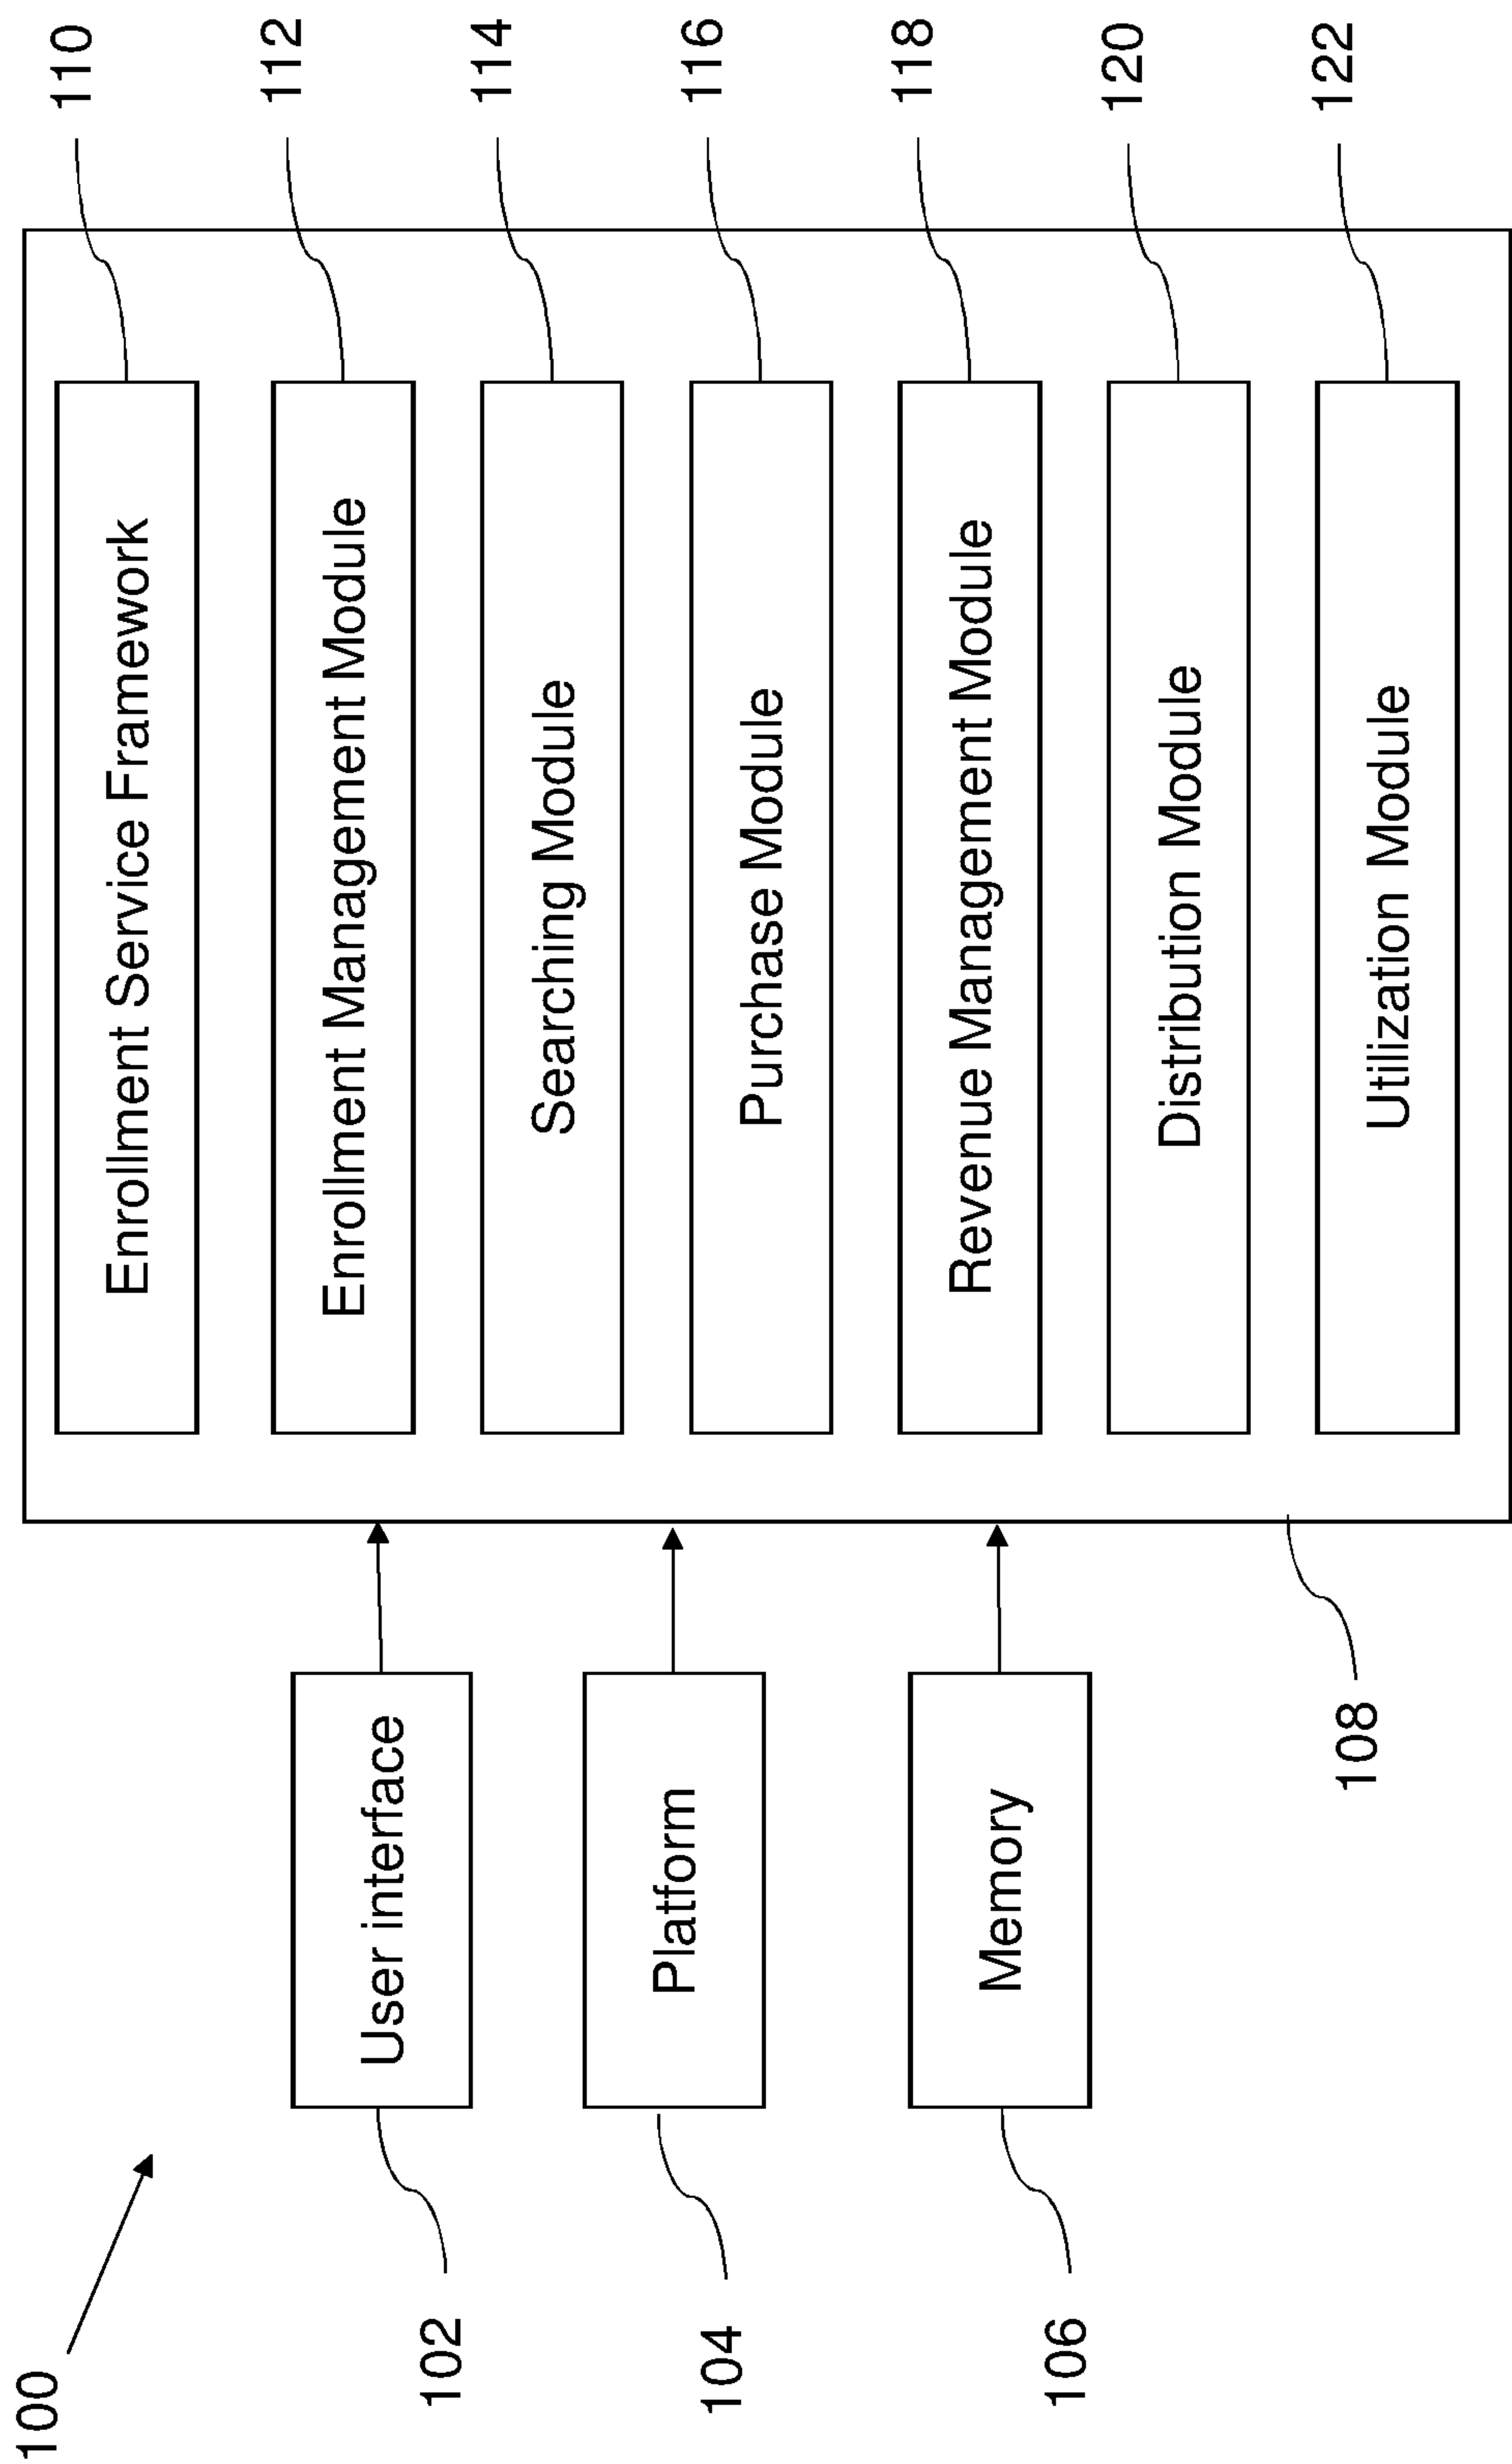 100
102
User interface
104
Platform
106
Memory
108
Enrollment Service Framework
110
Enrollment Management Module
112
Searching Module
114
Purchase Module
116
Revenue Management Module
118
Distribution Module
120
Utilization Module
122